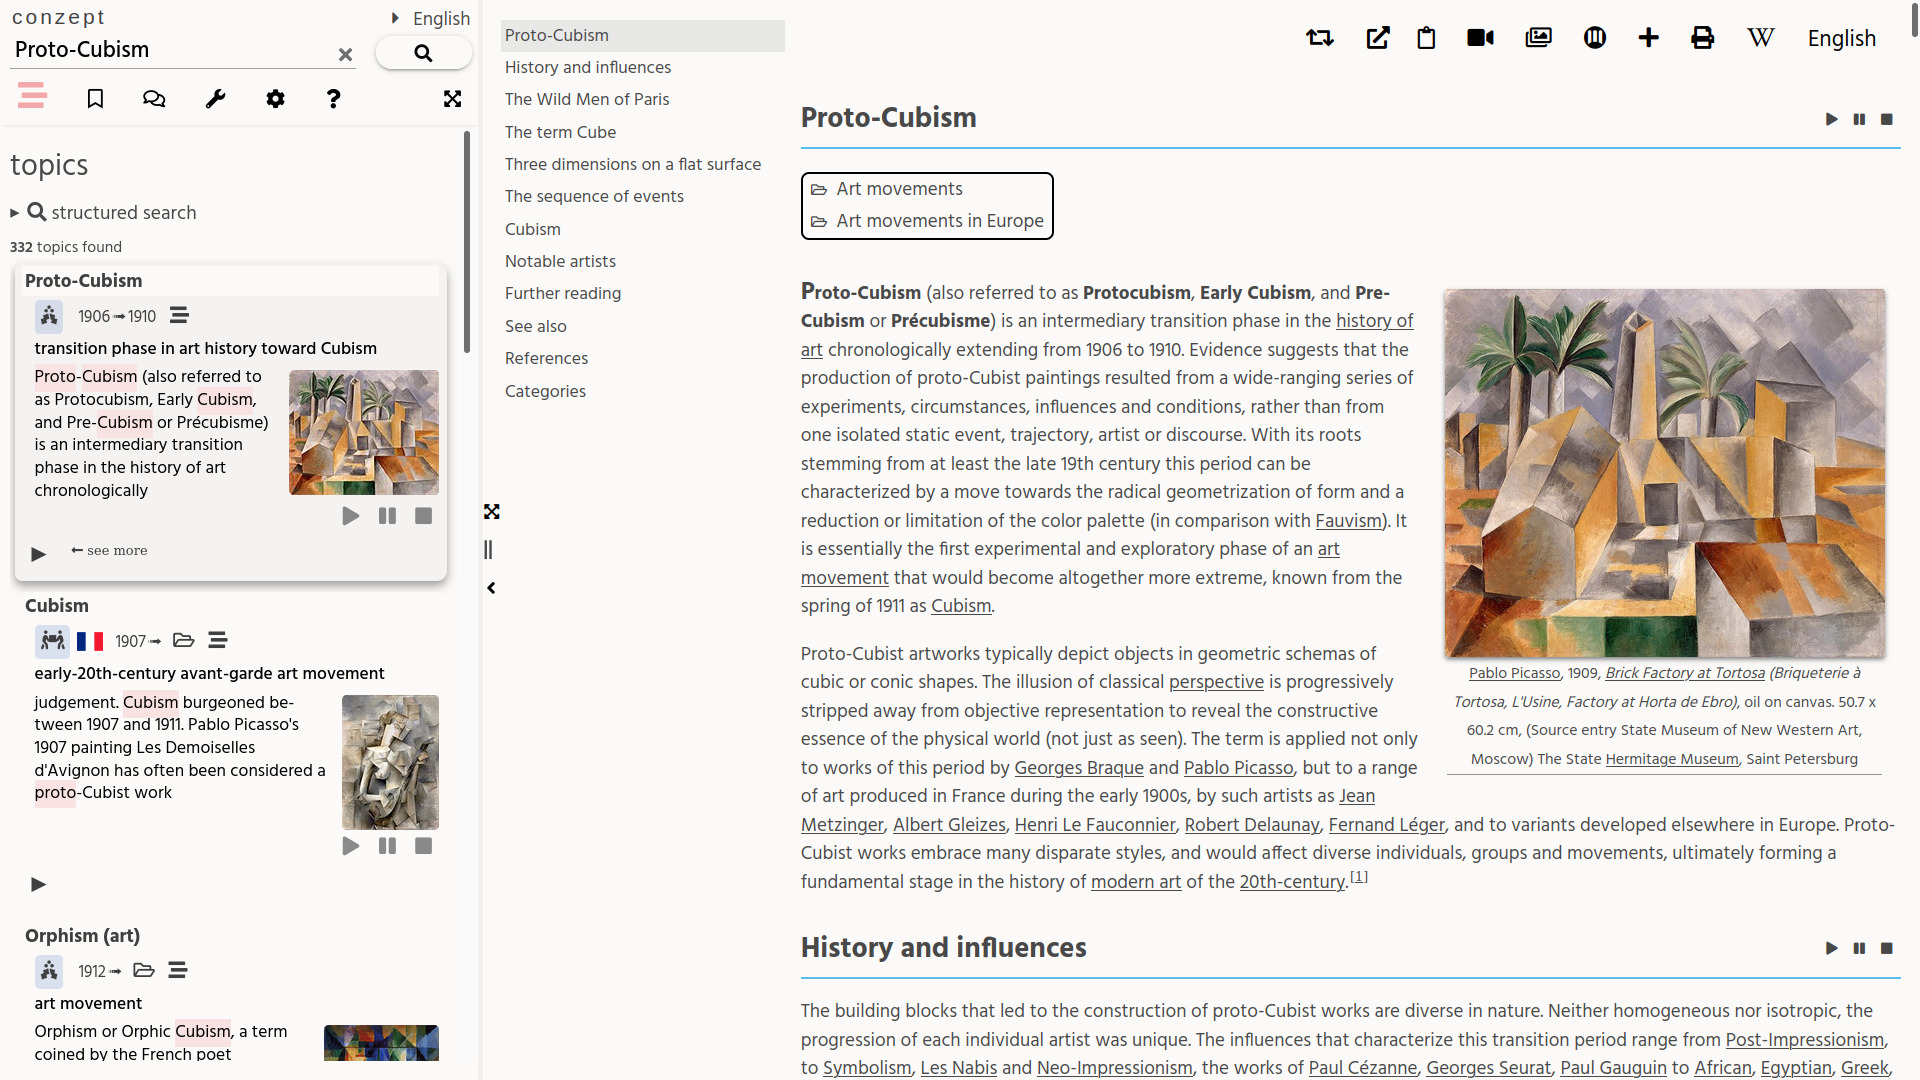 conzept
English
Proto-Cubism
topics
structured search
332 topics found
Proto-Cubism
1906 ➞ 1910
transition phase in art history toward Cubism
Proto-Cubism (also referred to
as Protocubism, Early Cubism,
and Pre-Cubism or Précubisme)
is an intermediary transition
phase in the history of art
chronologically
← see more
Cubism
1907 ➞
early-20th-century avant-garde art movement
judgement. Cubism burgeoned be-
tween 1907 and 1911. Pablo Picasso's
1907 painting Les Demoiselles
d'Avignon has often been considered a
proto-Cubist work
Orphism (art)
1912 ➞
art movement
Orphism or Orphic Cubism, a term
coined by the French poet
Proto-Cubism
History and influences
The Wild Men of Paris
The term Cube
Three dimensions on a flat surface
The sequence of events
Cubism
Notable artists
Further reading
See also
References
Categories
W English
Proto-Cubism
Art movements
Art movements in Europe
Proto-Cubism (also referred to as Protocubism, Early Cubism, and Pre-
Cubism or Précubisme) is an intermediary transition phase in the history of
art chronologically extending from 1906 to 1910. Evidence suggests that the
production of proto-Cubist paintings resulted from a wide-ranging series of
experiments, circumstances, influences and conditions, rather than from
one isolated static event, trajectory, artist or discourse. With its roots
stemming from at least the late 19th century this period can be
characterized by a move towards the radical geometrization of form and a
reduction or limitation of the color palette (in comparison with Fauvism). It
is essentially the first experimental and exploratory phase of an art
movement that would become altogether more extreme, known from the
spring of 1911 as Cubism.
Pablo Picasso, 1909, Brick Factory at Tortosa (Briqueterie à
Tortosa, L'Usine, Factory at Horta de Ebro), oil on canvas. 50.7 x
60.2 cm, (Source entry State Museum of New Western Art,
Moscow) The State Hermitage Museum, Saint Petersburg
Proto-Cubist artworks typically depict objects in geometric schemas of
cubic or conic shapes. The illusion of classical perspective is progressively
stripped away from objective representation to reveal the constructive
essence of the physical world (not just as seen). The term is applied not only
to works of this period by Georges Braque and Pablo Picasso, but to a range
of art produced in France during the early 1900s, by such artists as Jean
Metzinger, Albert Gleizes, Henri Le Fauconnier, Robert Delaunay, Fernand Léger, and to variants developed elsewhere in Europe. Proto-
Cubist works embrace many disparate styles, and would affect diverse individuals, groups and movements, ultimately forming a
fundamental stage in the history of modern art of the 20th-century.[1]
History and influences
The building blocks that led to the construction of proto-Cubist works are diverse in nature. Neither homogeneous nor isotropic, the
progression of each individual artist was unique. The influences that characterize this transition period range from Post-Impressionism,
to Symbolism, Les Nabis and Neo-Impressionism, the works of Paul Cézanne, Georges Seurat, Paul Gauguin to African, Egyptian, Greek,